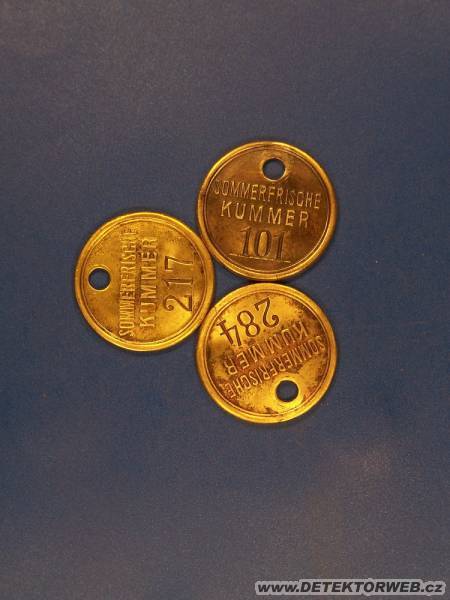 SOMMERFRISCHE
KUMMER
101
SOMMERFRISCHE
KUMMER
217
SOMMERFRISCHE
KUMMER
284
www.DETEKTORWEB.cz